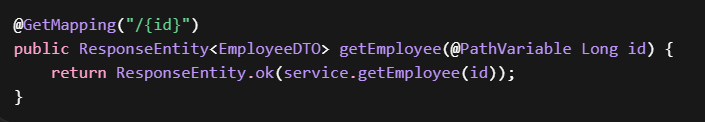 @GetMapping("/{id}")
public ResponseEntity<EmployeeDTO> getEmployee(@PathVariable Long id) {
    return ResponseEntity.ok(service.getEmployee(id));
}